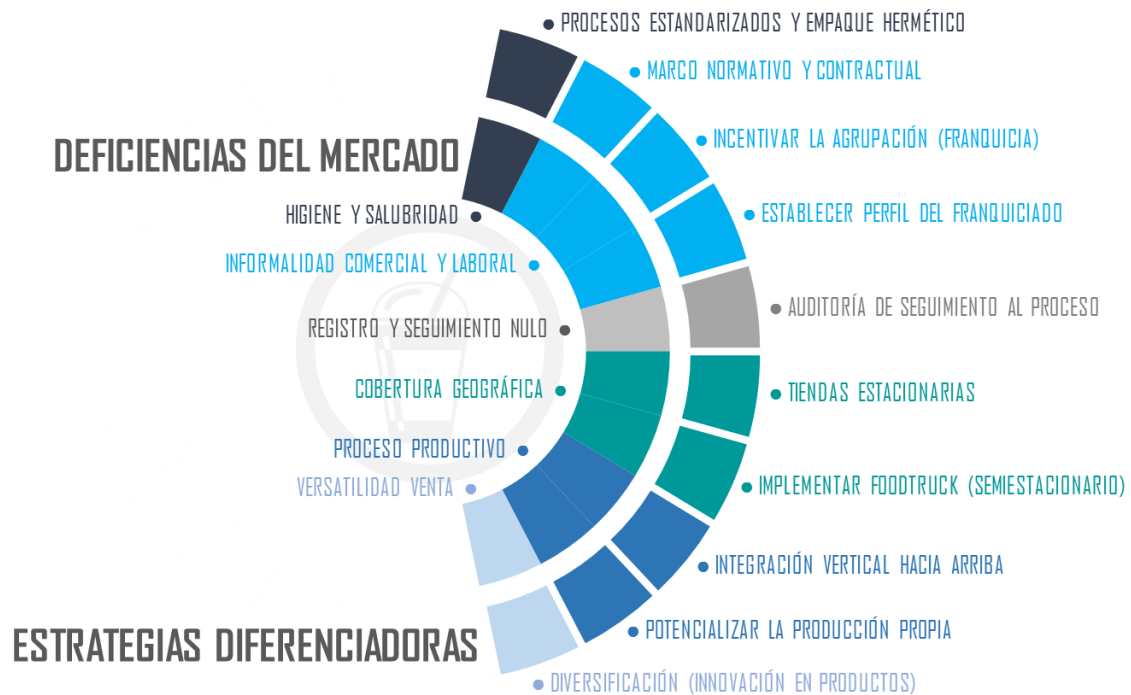 PROCESOS ESTANDARIZADOS Y EMPAQUE HERMÉTICO
MARCO NORMATIVO Y CONTRACTUAL
INCENTIVAR LA AGRUPACIÓN (FRANQUICIA)
ESTABLECER PERFIL DEL FRANQUICIADO
AUDITORÍA DE SEGUIMIENTO AL PROCESO
TIENDAS ESTACIONARIAS
IMPLEMENTAR FOODTRUCK (SEMIESTACIONARIO)
INTEGRACIÓN VERTICAL HACIA ARRIBA
POTENCIALIZAR LA PRODUCCIÓN PROPIA
DIVERSIFICACIÓN (INNOVACIÓN EN PRODUCTOS)
DEFICIENCIAS DEL MERCADO
HIGIENE Y SALUBRIDAD
INFORMALIDAD COMERCIAL Y LABORAL
REGISTRO Y SEGUIMIENTO NULO
COBERTURA GEOGRÁFICA
PROCESO PRODUCTIVO
VERSATILIDAD VENTA
ESTRATEGIAS DIFERENCIADORAS